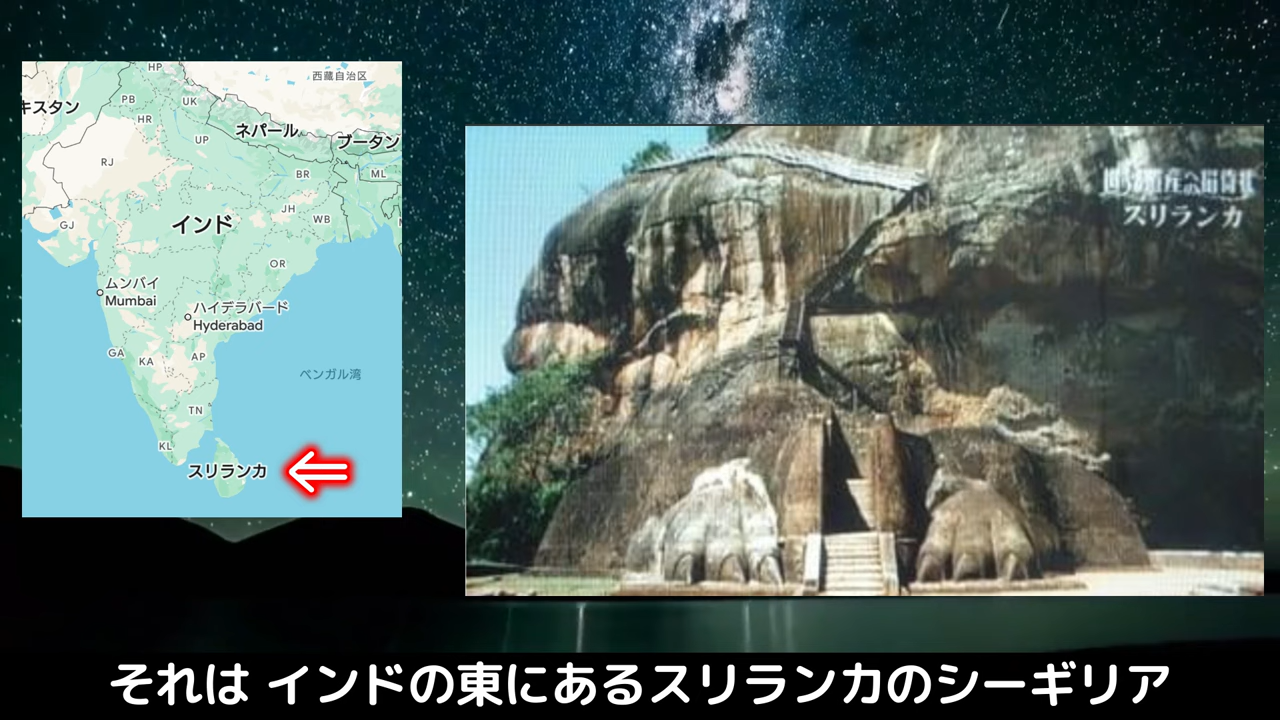 HP
西藏自治区
PB
UK
キスタン
HR
ネパール
UP
ブータン
RJ
BR
ML
JH
インド
WB
GJ
OR
ムンバイ
Mumbai
ハイデラバード
Hyderabad
GA
KA
AP
ベンガル湾
TN
KL
スリランカ
スリランカ
それは インドの東にあるスリランカのシーギリア